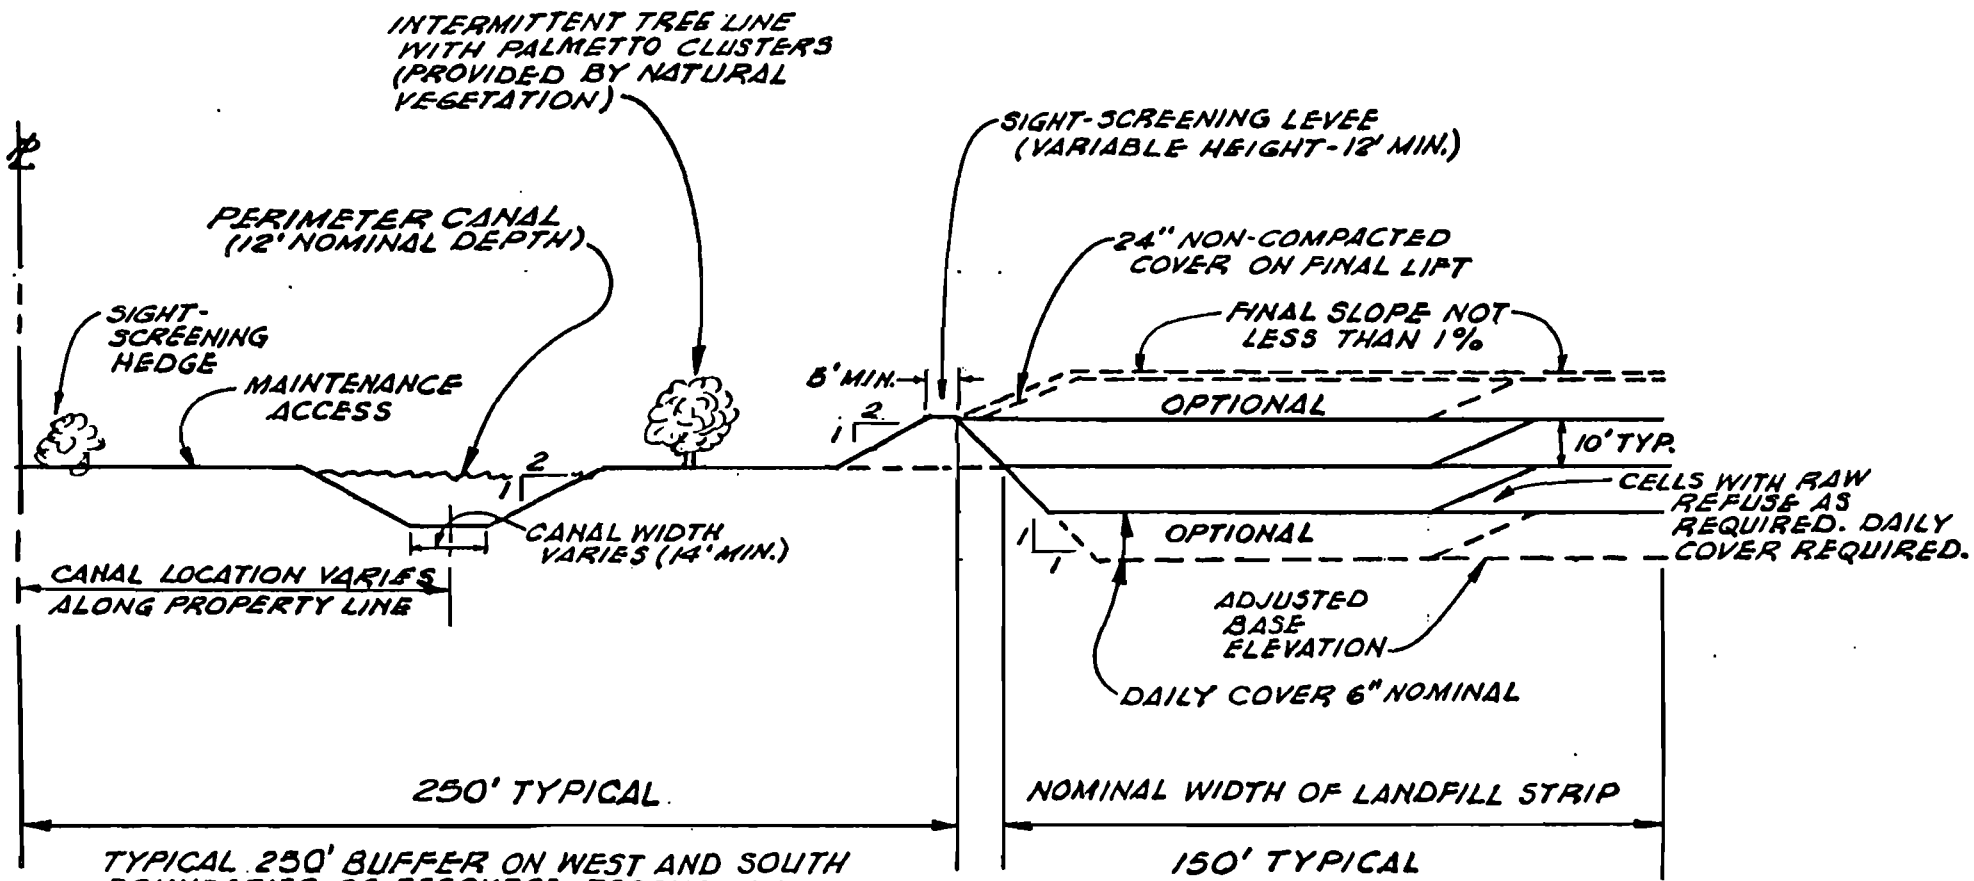 INTERMITTENT TREE LINE
WITH PALMETTO CLUSTERS
(PROVIDED BY NATURAL
VEGETATION)
SIGHT-SCREENING LEVEE
(VARIABLE HEIGHT-12' MIN.)
PERIMETER CANAL
(12' NOMINAL DEPTH)
24" NON-COMPACTED
COVER ON FINAL LIFT
SIGHT-
SCREENING
HEDGE
FINAL SLOPE NOT
LESS THAN 1%
MAINTENANCE
ACCESS
8' MIN.
OPTIONAL
2
1
10' TYP.
2
1
CELLS WITH RAW
REFUSE AS
REQUIRED. DAILY
COVER REQUIRED.
CANAL WIDTH
VARIES (14' MIN.)
1
1
OPTIONAL
CANAL LOCATION VARIES
ALONG PROPERTY LINE
ADJUSTED
BASE
ELEVATION
DAILY COVER 6" NOMINAL
250' TYPICAL
NOMINAL WIDTH OF LANDFILL STRIP
TYPICAL 250' BUFFER ON WEST AND SOUTH
150' TYPICAL